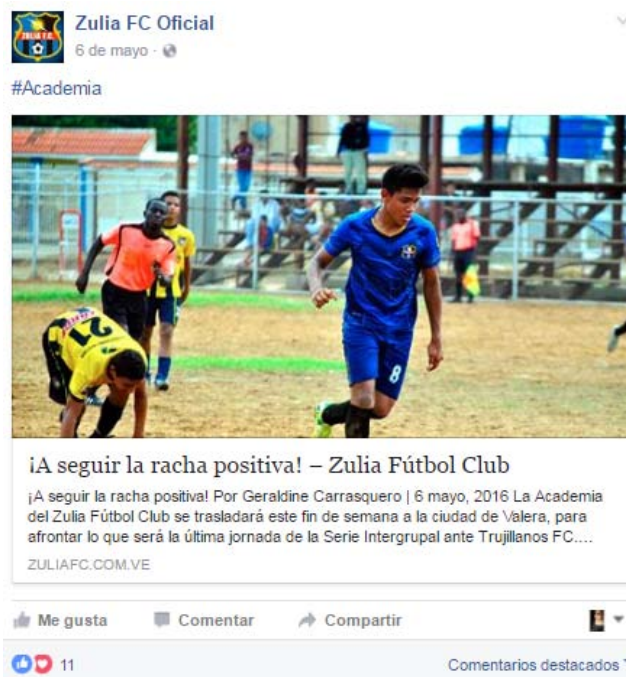 ZULIA F.C.
Zulia FC Oficial
6 de mayo ·
#Academia
21
8
¡A seguir la racha positiva! – Zulia Fútbol Club
¡A seguir la racha positiva! Por Geraldine Carrasquero | 6 mayo, 2016 La Academia
del Zulia Fútbol Club se trasladará este fin de semana a la ciudad de Valera, para
afrontar lo que será la última jornada de la Serie Intergrupal ante Trujillanos FC....
ZULIAFC.COM.VE
Me gusta Comentar Compartir
11 Comentarios destacados